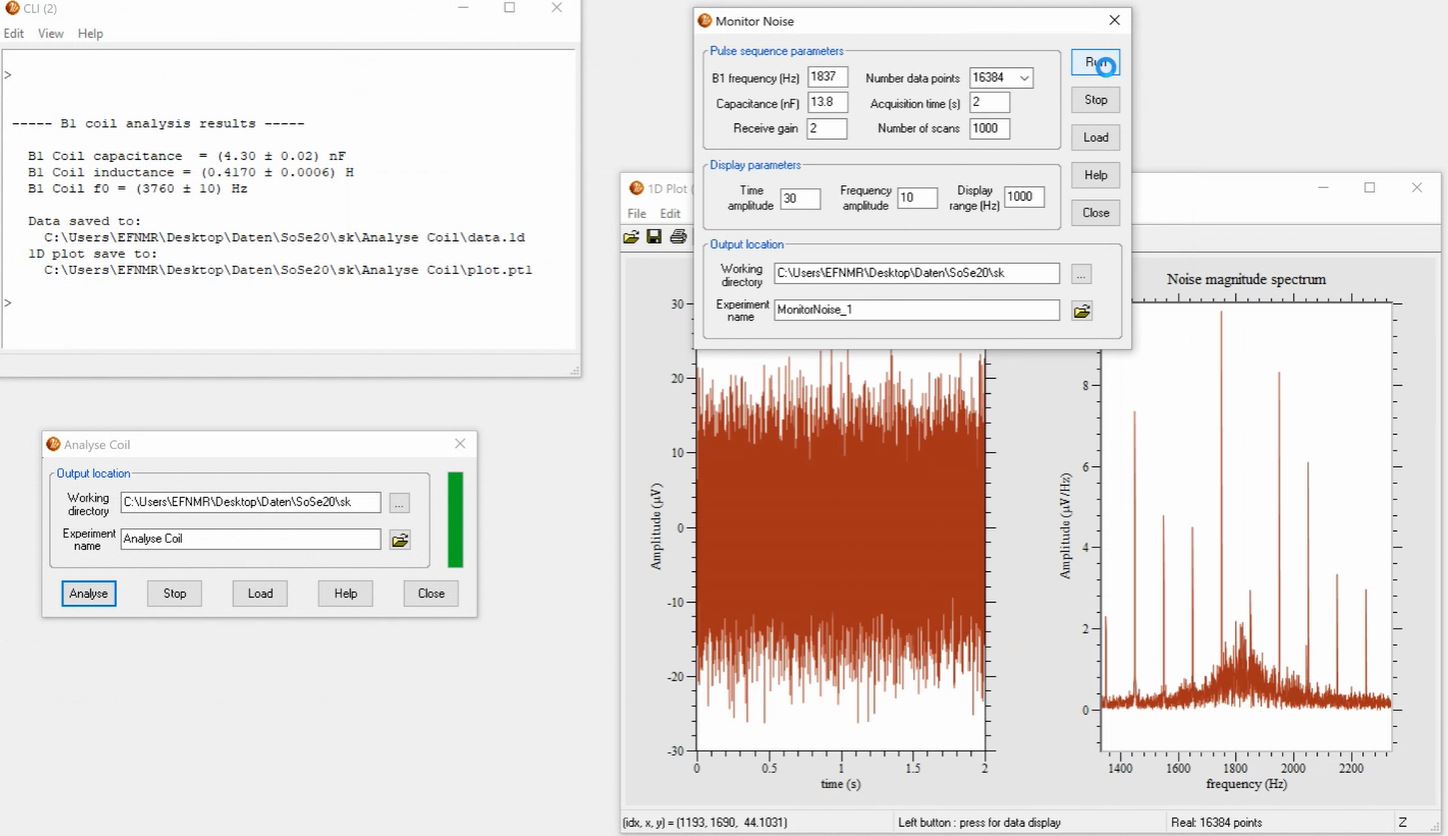 CLI (2)
Edit View Help
>
----- B1 coil analysis results -----
B1 Coil capacitance = (4.30 ± 0.02) nF
B1 Coil inductance = (0.4170 ± 0.0006) H
B1 Coil f0 = (3760 ± 10) Hz
Data saved to:
C:\Users\EFNMR\Desktop\Daten\SoSe20\sk\Analyse Coil\data.1d
1D plot save to:
C:\Users\EFNMR\Desktop\Daten\SoSe20\sk\Analyse Coil\plot.pt1
>
Analyse Coil
Output location
Working directory C:\Users\EFNMR\Desktop\Daten\SoSe20\sk ...
Experiment name Analyse Coil
Analyse Stop Load Help Close
Monitor Noise
Pulse sequence parameters
B1 frequency (Hz) 1837 Number data points 16384
Capacitance (nF) 13.8 Acquisition time (s) 2
Receive gain 2 Number of scans 1000
Display parameters
Time amplitude 30 Frequency amplitude 10 Display range (Hz) 1000
Output location
Working directory C:\Users\EFNMR\Desktop\Daten\SoSe20\sk ...
Experiment name MonitorNoise_1
Run
Stop
Load
Help
Close
1D Plot (
File Edit
30
20
10
0
-10
-20
-30
Amplitude (µV)
0 0.5 1 1.5 2
time (s)
Noise magnitude spectrum
8
6
4
2
0
Amplitude (µV/Hz)
1400 1600 1800 2000 2200
frequency (Hz)
(idx, x, y) = (1193, 1690, 44.1031) Left button : press for data display Real: 16384 points Z